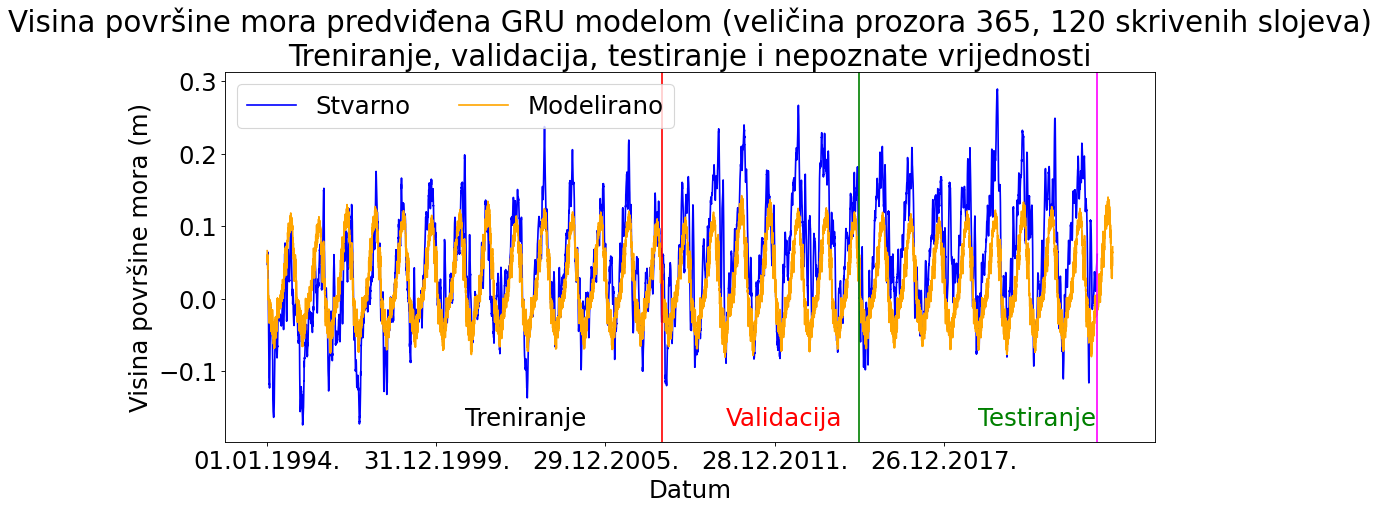 Visina površine mora predviđena GRU modelom (veličina prozora 365, 120 skrivenih slojeva)
Treniranje, validacija, testiranje i nepoznate vrijednosti
Stvarno Modelirano
Visina površine mora (m)
0.3
0.2
0.1
0.0
−0.1
Treniranje Validacija Testiranje
01.01.1994. 31.12.1999. 29.12.2005. 28.12.2011. 26.12.2017.
Datum